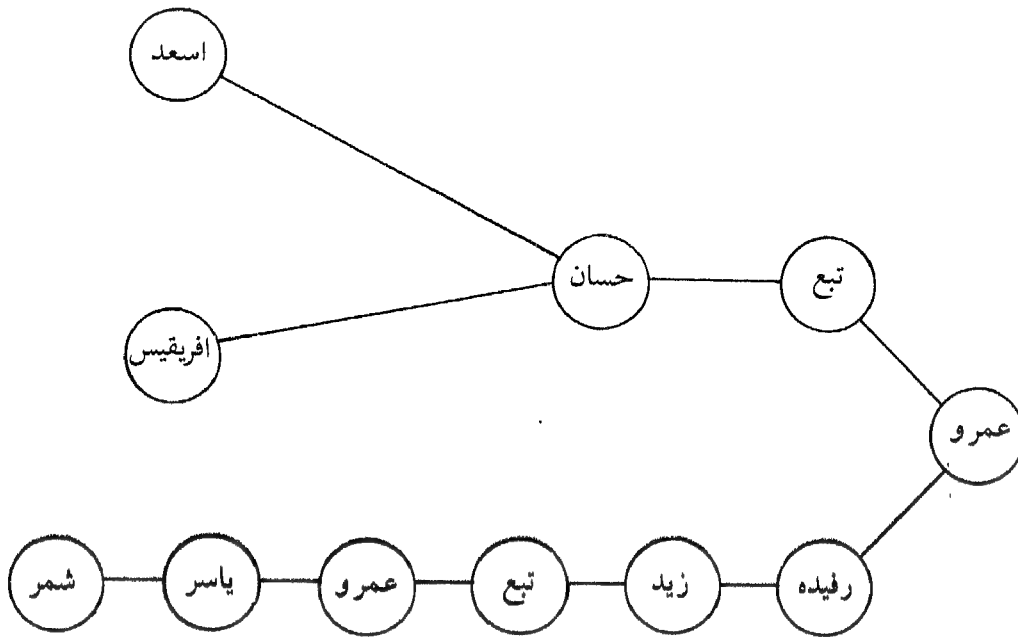 اسعد
تبع
حسان
افريقيس
عمرو
رفيده
زيد
تبع
عمرو
ياسر
شمر